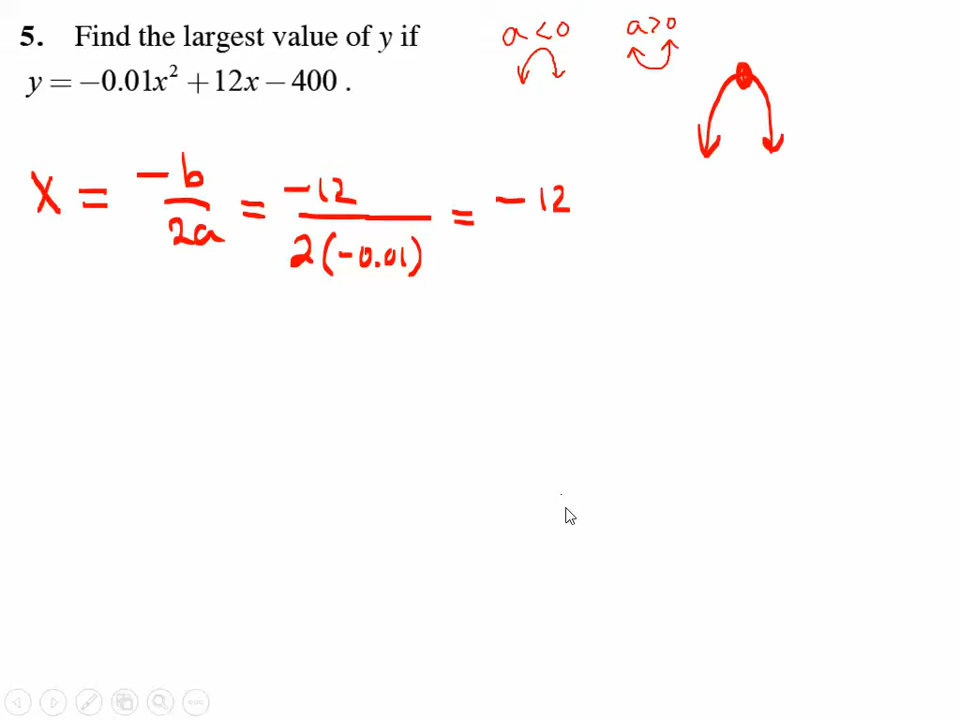 5. Find the largest value of y if
y = −0.01x² + 12x − 400 .
a < 0 a > 0
x = -b/2a = -12/2(-0.01) = -12